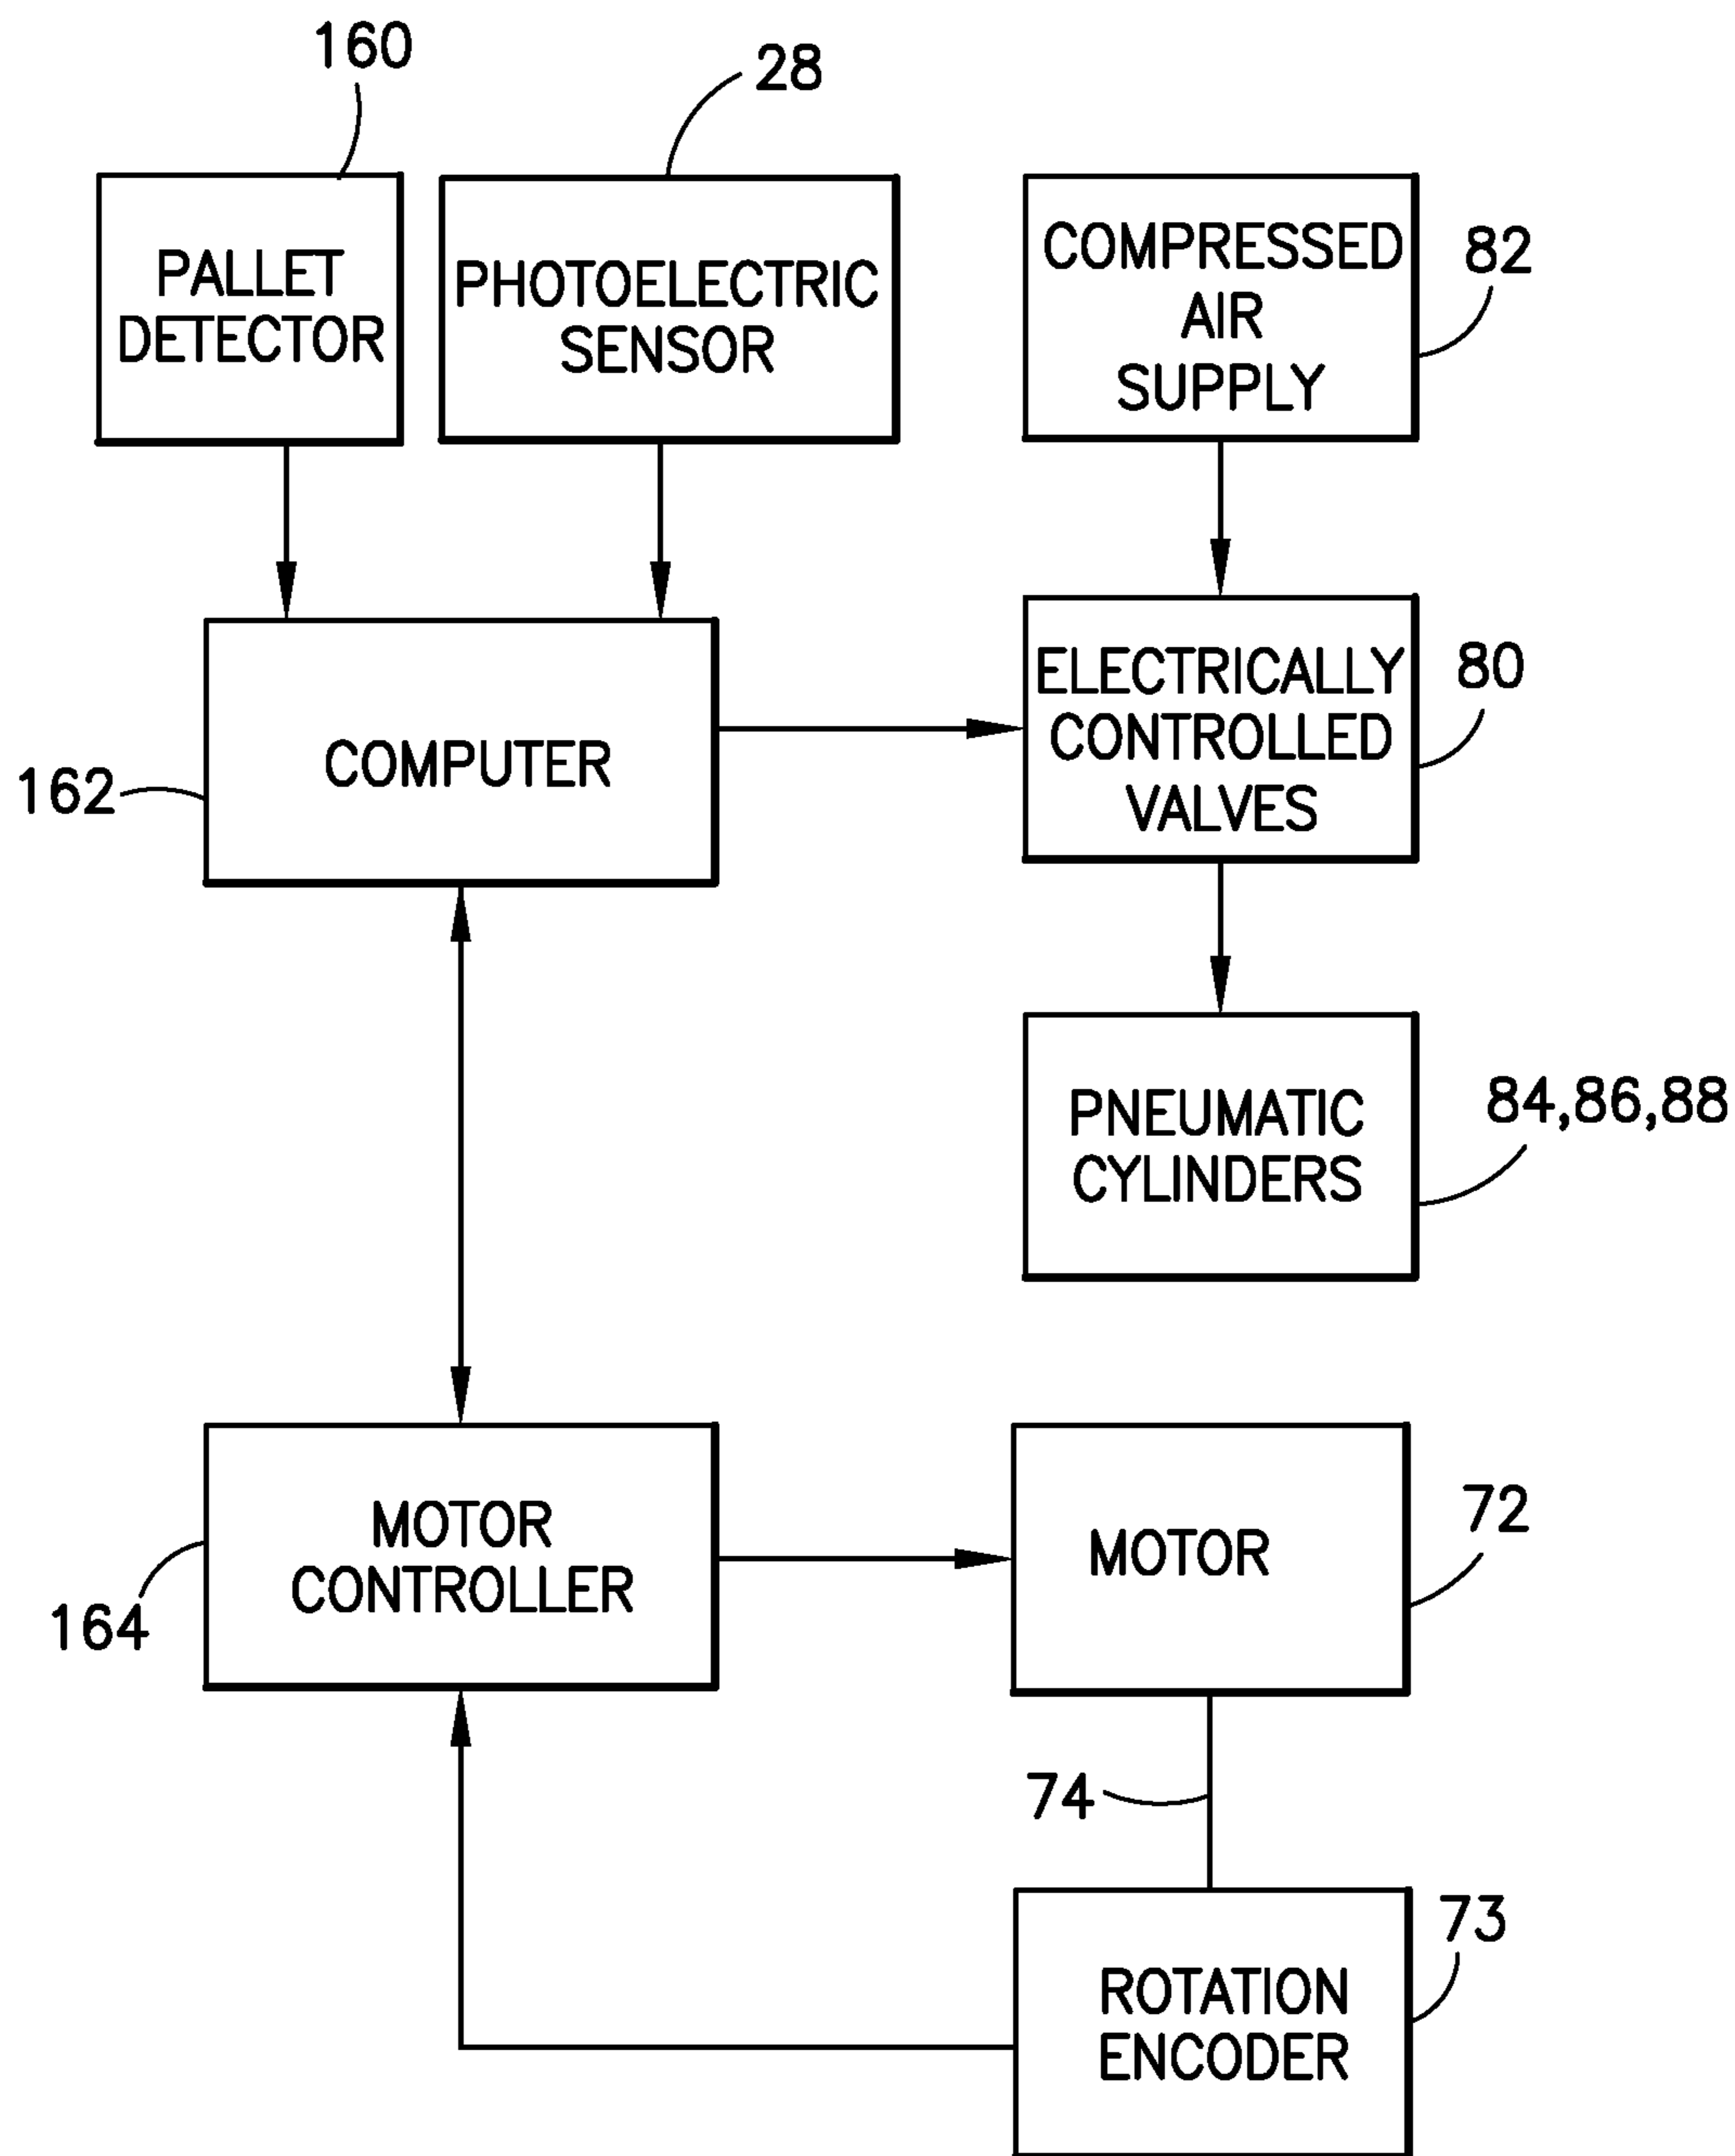 160
28
PALLET
DETECTOR
PHOTOELECTRIC
SENSOR
COMPRESSED
AIR
SUPPLY
82
COMPUTER
162
ELECTRICALLY
CONTROLLED
VALVES
80
PNEUMATIC
CYLINDERS
84,86,88
MOTOR
CONTROLLER
164
MOTOR
72
74
ROTATION
ENCODER
73